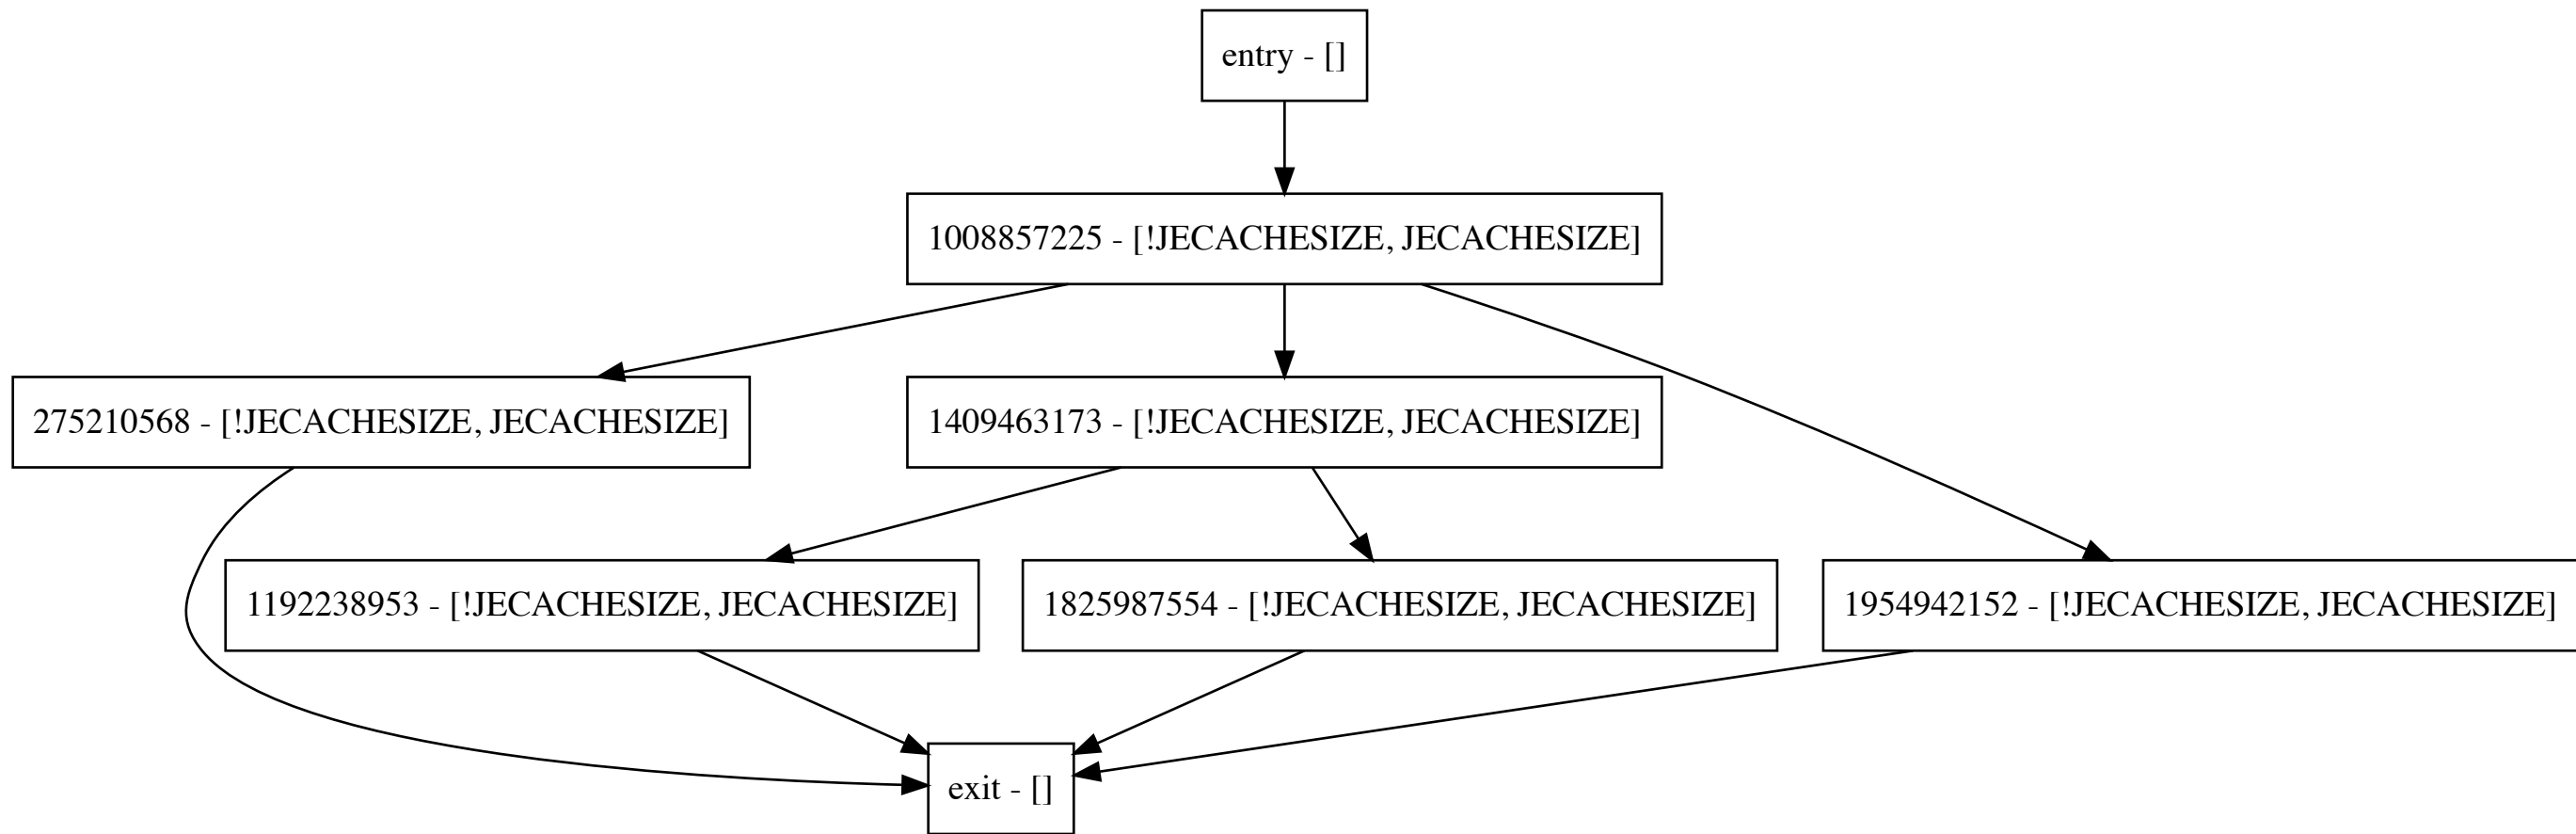 entry - []
1008857225 - [!JECACHESIZE, JECACHESIZE]
275210568 - [!JECACHESIZE, JECACHESIZE]
1409463173 - [!JECACHESIZE, JECACHESIZE]
1192238953 - [!JECACHESIZE, JECACHESIZE]
1825987554 - [!JECACHESIZE, JECACHESIZE]
1954942152 - [!JECACHESIZE, JECACHESIZE]
exit - []